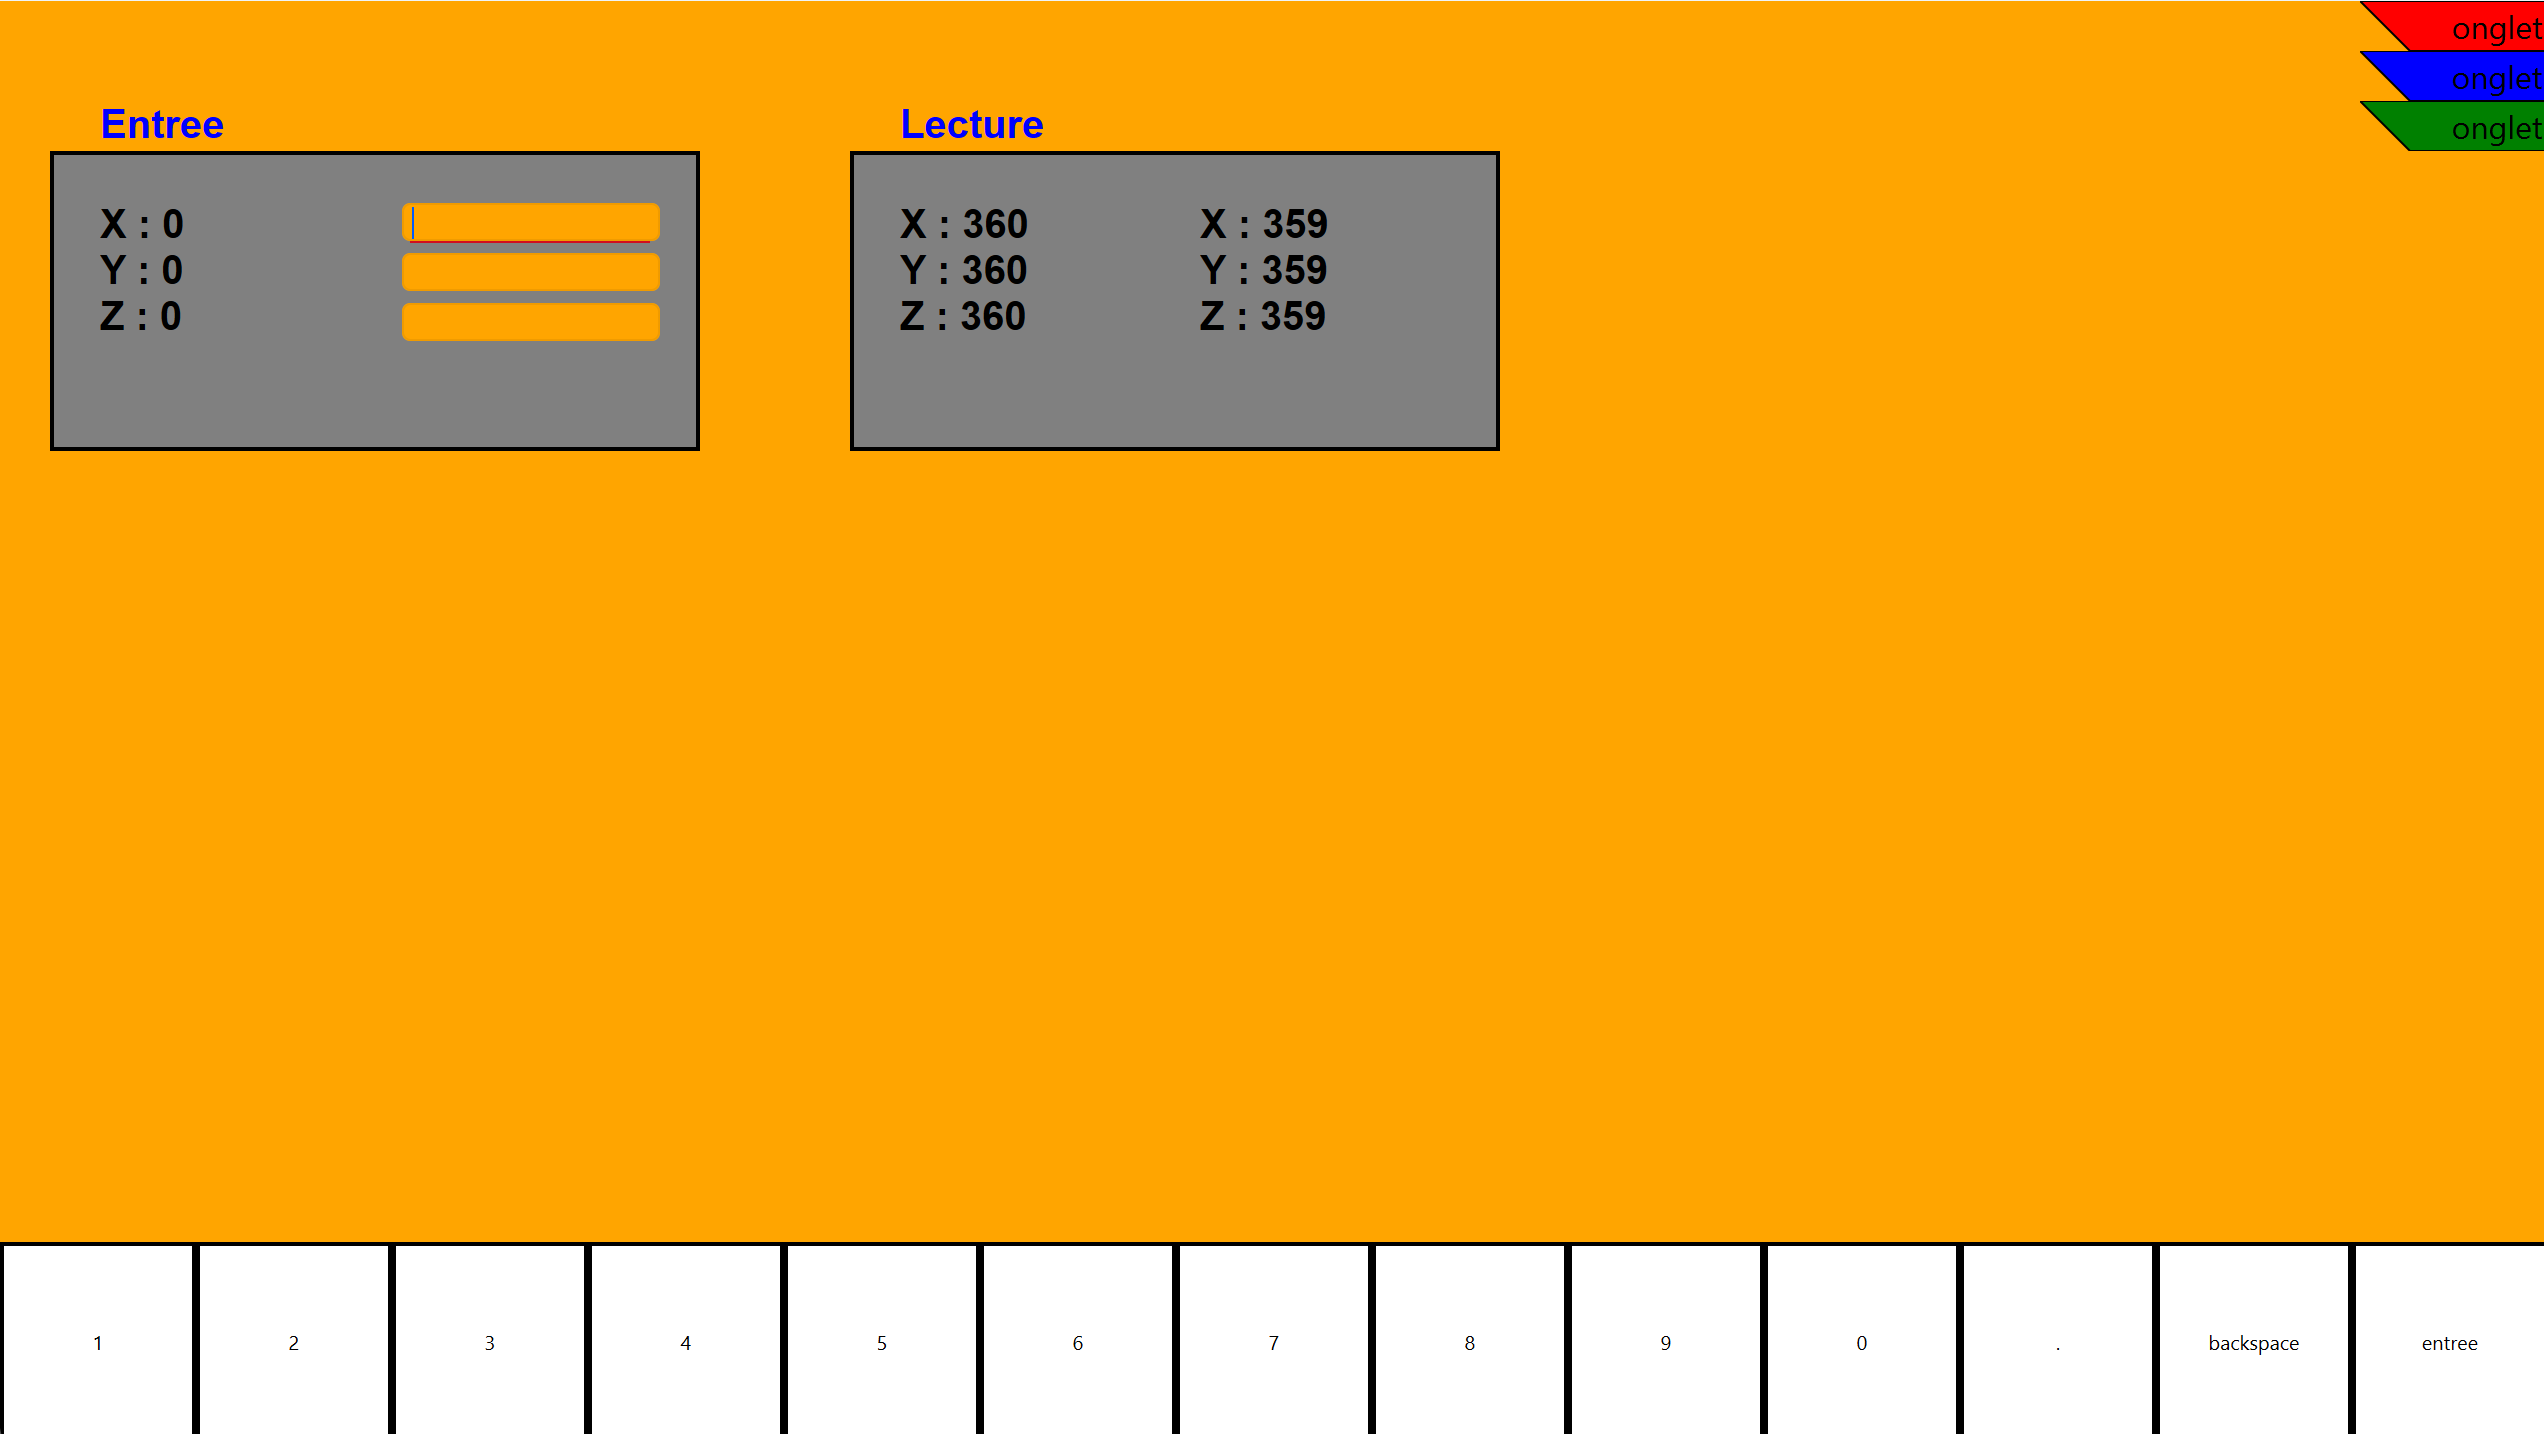 onglet
onglet
onglet
Entree
X : 0
Y : 0
Z : 0
Lecture
X : 360
Y : 360
Z : 360
X : 359
Y : 359
Z : 359
1
2
3
4
5
6
7
8
9
0
.
backspace
entree